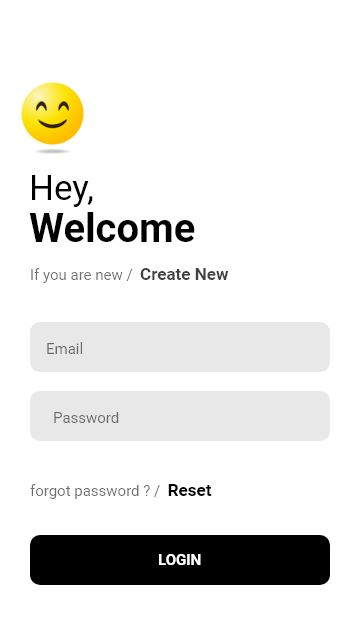 Hey,
Welcome
If you are new / Create New
Email
Password
forgot password ? / Reset
LOGIN